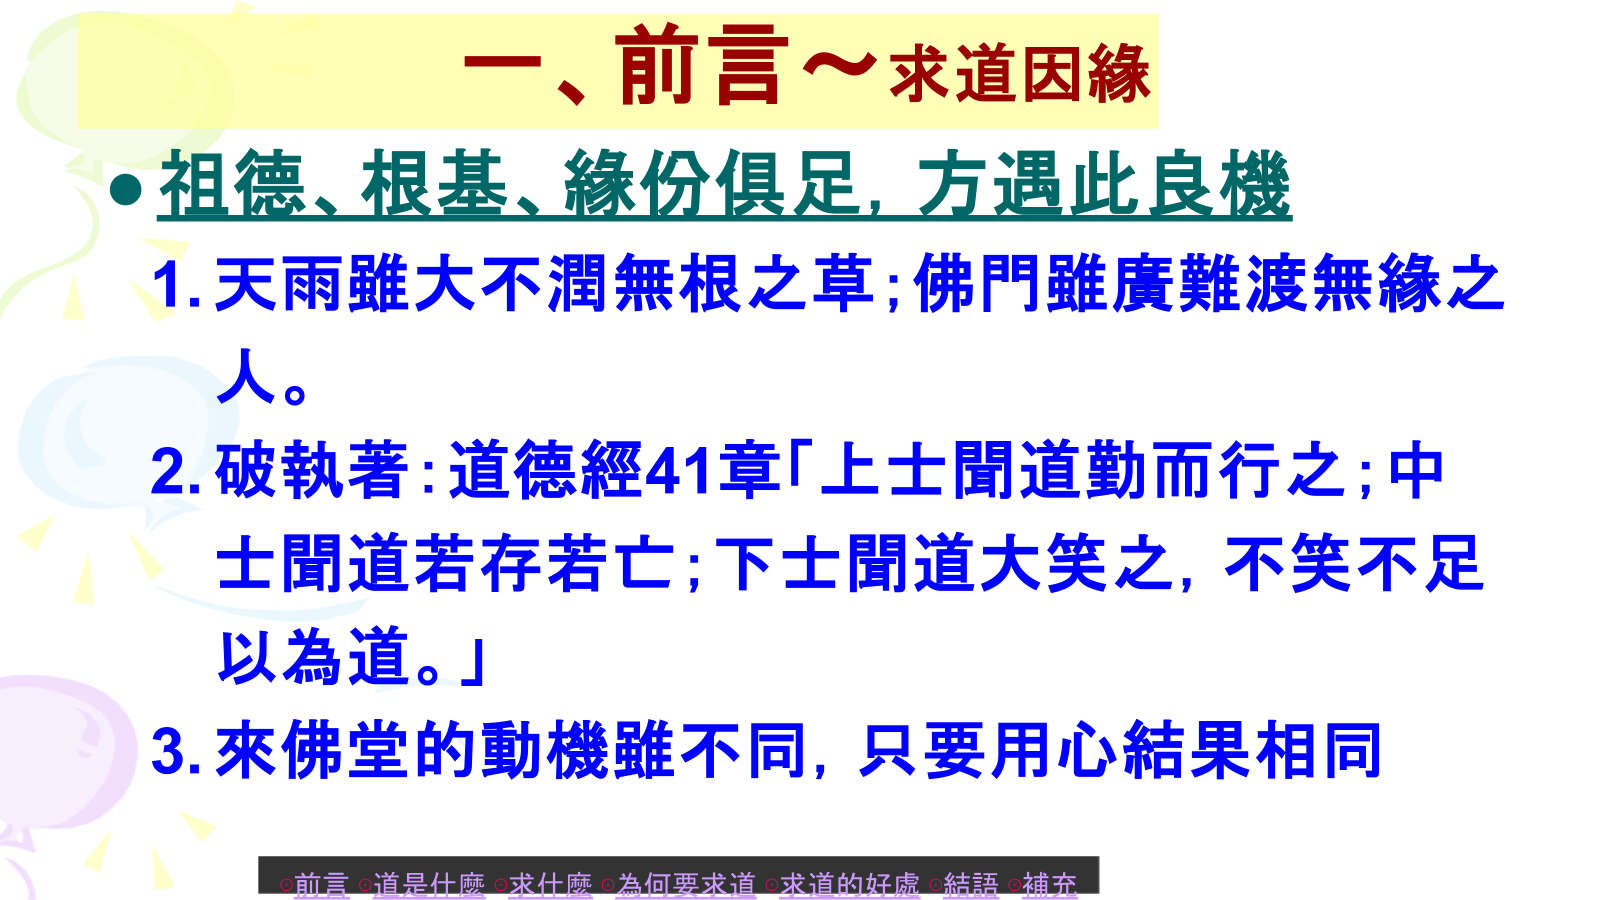 一、前言～求道因緣
●祖德、根基、緣份俱足，方遇此良機
1.天雨雖大不潤無根之草；佛門雖廣難渡無緣之
人。
2.破執著：道德經41章「上士聞道勤而行之；中
士聞道若存若亡；下士聞道大笑之，不笑不足
以為道。」
3.來佛堂的動機雖不同，只要用心結果相同
⊙前言 ⊙道是什麼 ⊙求什麼 ⊙為何要求道 ⊙求道的好處 ⊙結語 ⊙補充